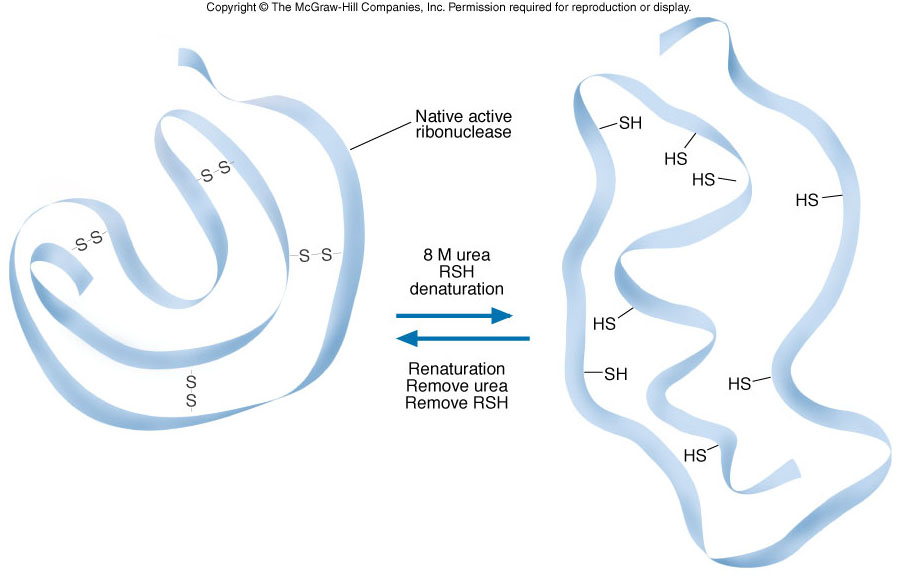 Copyright © The McGraw-Hill Companies, Inc. Permission required for reproduction or display.
Native active
ribonuclease
S S
S S
S S
S
S
8 M urea
RSH
denaturation
Renaturation
Remove urea
Remove RSH
SH
HS
HS
HS
HS
SH
HS
HS